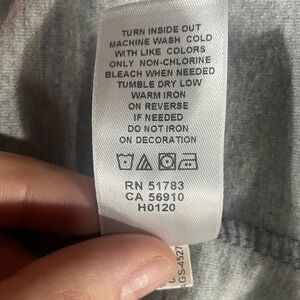 TURN INSIDE OUT
MACHINE WASH COLD
WITH LIKE COLORS
ONLY NON-CHLORINE
BLEACH WHEN NEEDED
TUMBLE DRY LOW
WARM IRON
ON REVERSE
IF NEEDED
DO NOT IRON
ON DECORATION
RN 51783
CA 56910
H0120